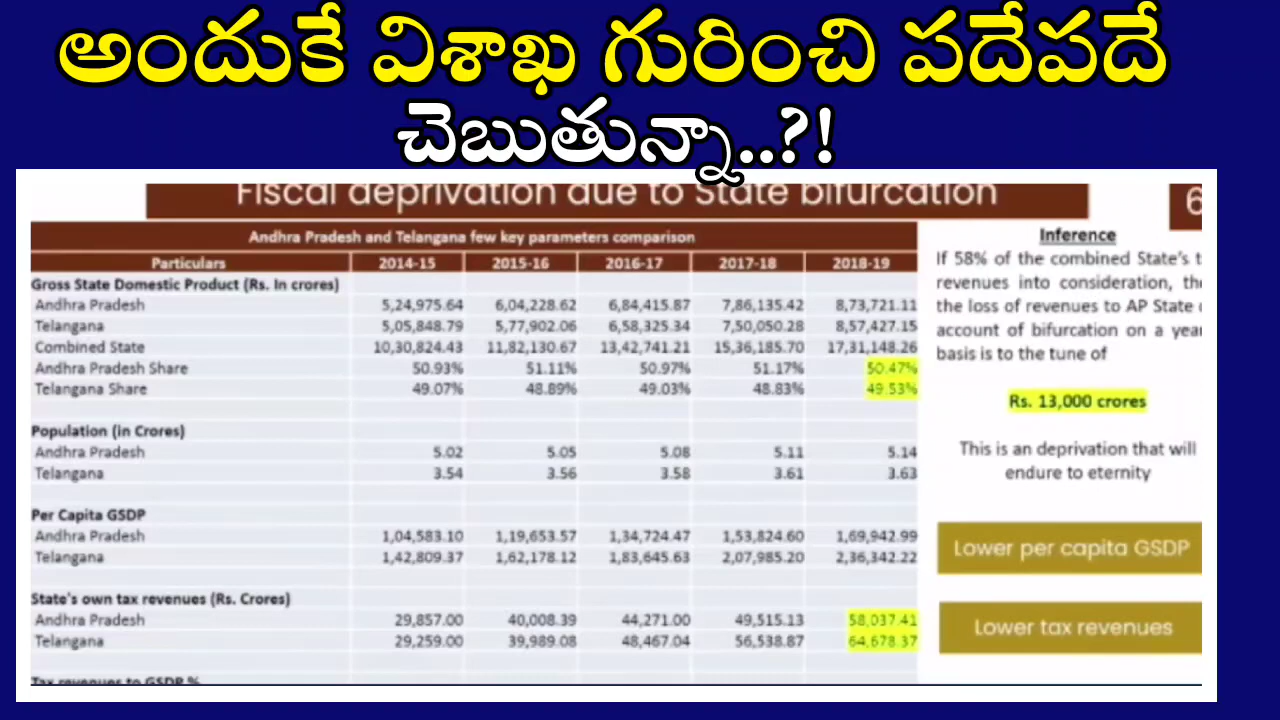 అందుకే విశాఖ గురించి పదేపదే
చెబుతున్నా..?!
Fiscal deprivation due to State bifurcation
6
Andhra Pradesh and Telangana few key parameters comparison
Particulars 2014-15 2015-16 2016-17 2017-18 2018-19
Gross State Domestic Product (Rs. In crores)
Andhra Pradesh 5,24,975.64 6,04,228.62 6,84,415.87 7,86,135.42 8,73,721.11
Telangana 5,05,848.79 5,77,902.06 6,58,325.34 7,50,050.28 8,57,427.15
Combined State 10,30,824.43 11,82,130.67 13,42,741.21 15,36,185.70 17,31,148.26
Andhra Pradesh Share 50.93% 51.11% 50.97% 51.17% 50.47%
Telangana Share 49.07% 48.89% 49.03% 48.83% 49.53%
Population (in Crores)
Andhra Pradesh 5.02 5.05 5.08 5.11 5.14
Telangana 3.54 3.56 3.58 3.61 3.63
Per Capita GSDP
Andhra Pradesh 1,04,583.10 1,19,653.57 1,34,724.47 1,53,824.60 1,69,942.99
Telangana 1,42,809.37 1,62,178.12 1,83,645.63 2,07,985.20 2,36,342.22
State's own tax revenues (Rs. Crores)
Andhra Pradesh 29,857.00 40,008.39 44,271.00 49,515.13 58,037.41
Telangana 29,259.00 39,989.08 48,467.04 56,538.87 64,678.37
Tax revenues to GSDP %
Inference
If 58% of the combined State's t
revenues into consideration, the
the loss of revenues to AP State
account of bifurcation on a year
basis is to the tune of
Rs. 13,000 crores
This is an deprivation that will
endure to eternity
Lower per capita GSDP
Lower tax revenues